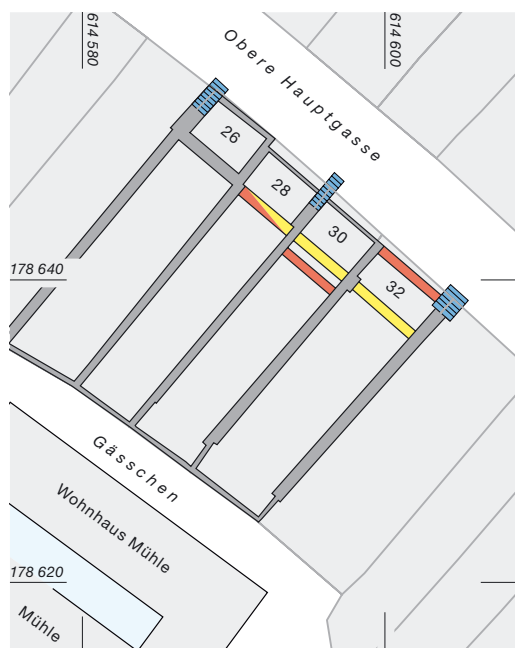 614 580
614 600
Obere Hauptgasse
26
28
30
32
178 640
Gässchen
Wohnhaus Mühle
178 620
Mühle